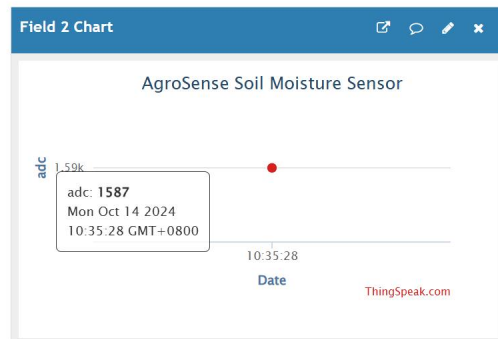 Field 2 Chart
AgroSense Soil Moisture Sensor
adc
1.59k
adc: 1587
Mon Oct 14 2024
10:35:28 GMT+0800
10:35:28
Date
ThingSpeak.com